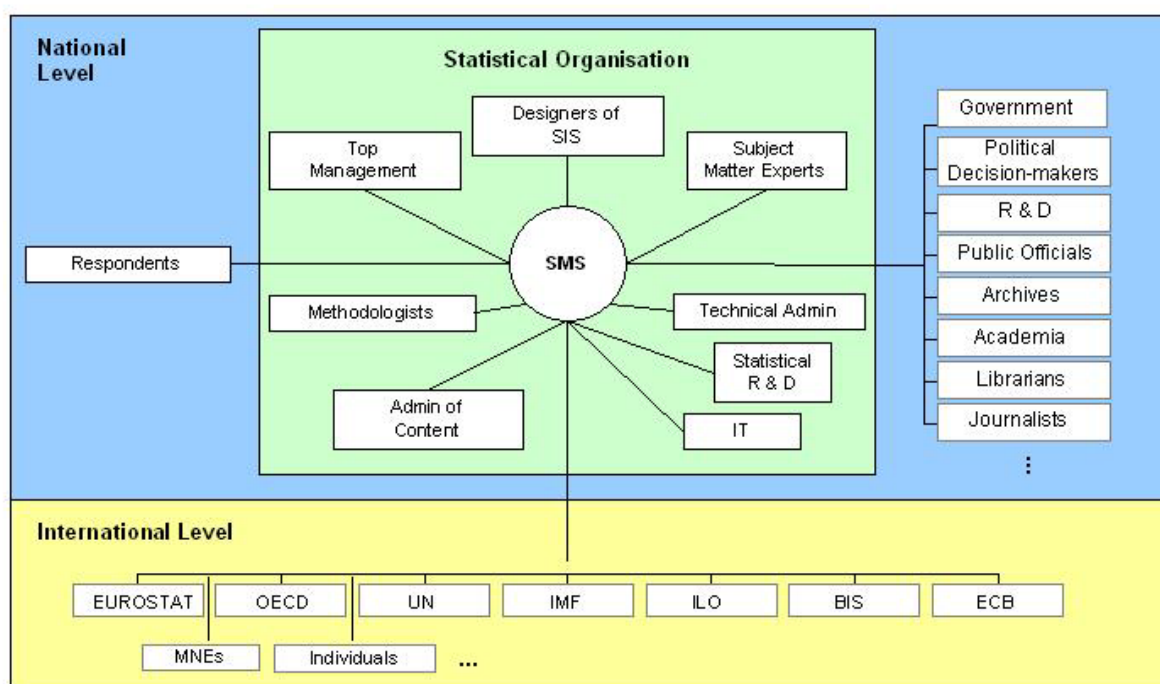 National
Level
Statistical Organisation
Designers of
SIS
Top
Management
Subject
Matter Experts
Respondents
SMS
Methodologists
Technical Admin
Statistical
R & D
Admin of
Content
IT
Government
Political
Decision-makers
R & D
Public Officials
Archives
Academia
Librarians
Journalists
...
International Level
EUROSTAT
OECD
UN
IMF
ILO
BIS
ECB
MNEs
Individuals
...